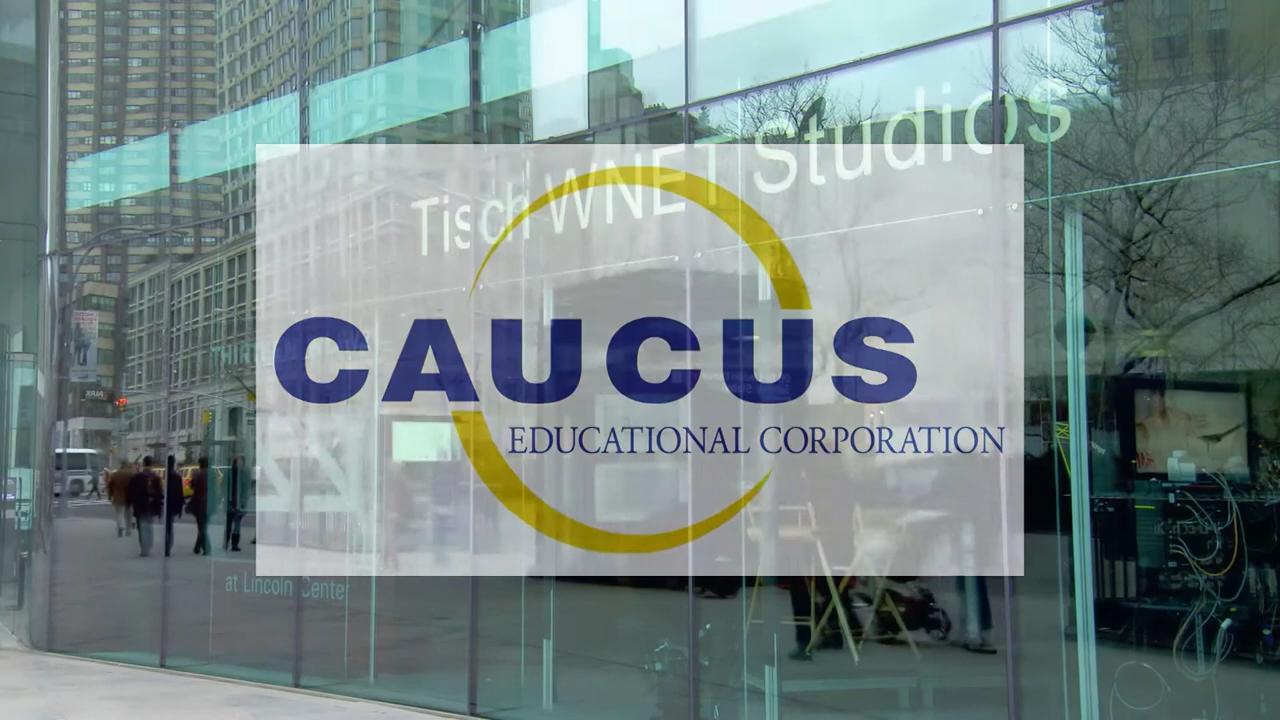 Tisch WNET Studios
CAUCUS
EDUCATIONAL CORPORATION
at Lincoln Center